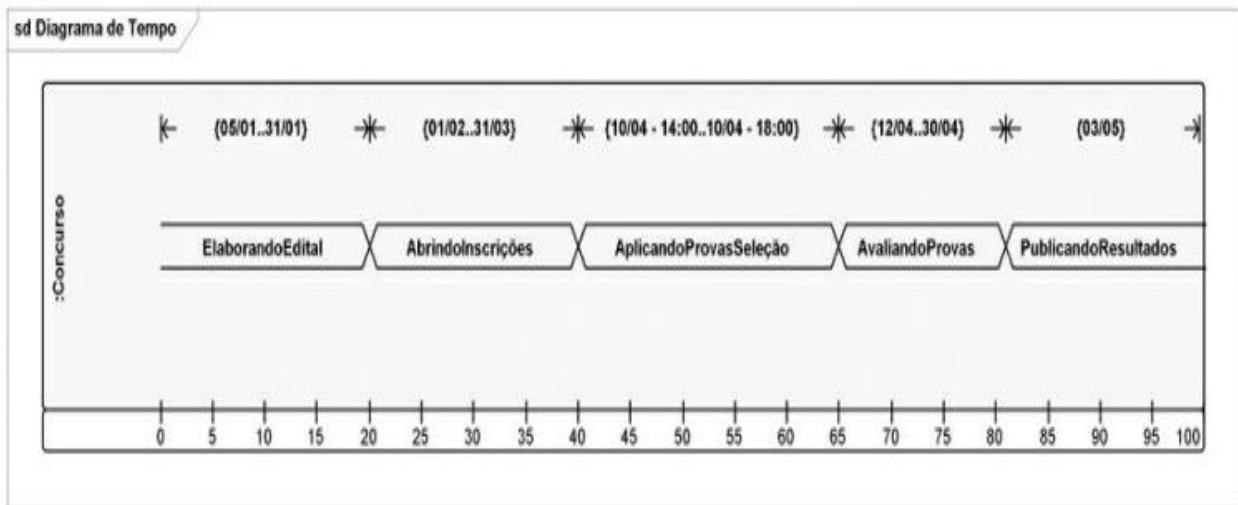 sd Diagrama de Tempo
{05/01..31/01} {01/02..31/03} {10/04 - 14:00..10/04 - 18:00} {12/04..30/04} {03/05}
:Concurso
ElaborandoEdital AbrindoInscrições AplicandoProvasSeleção AvaliandoProvas PublicandoResultados
0 5 10 15 20 25 30 35 40 45 50 55 60 65 70 75 80 85 90 95 100